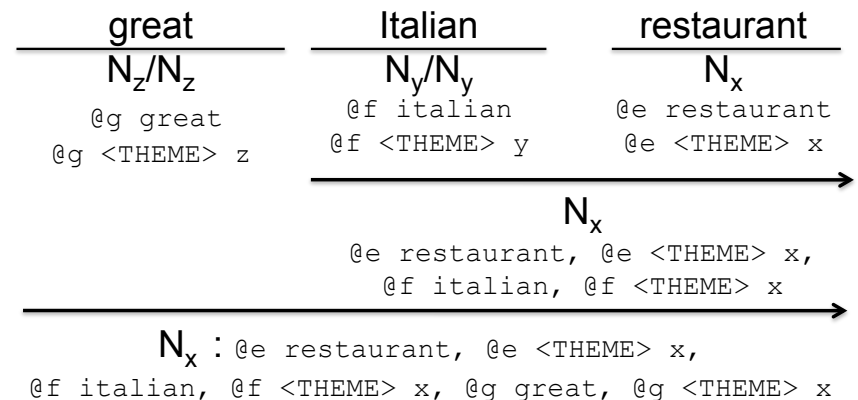 great Italian restaurant
N_z/N_z N_y/N_y N_x
@g great @f italian @e restaurant
@g <THEME> z @f <THEME> y @e <THEME> x
N_x
@e restaurant, @e <THEME> x,
@f italian, @f <THEME> x
N_x : @e restaurant, @e <THEME> x,
@f italian, @f <THEME> x, @g great, @g <THEME> x